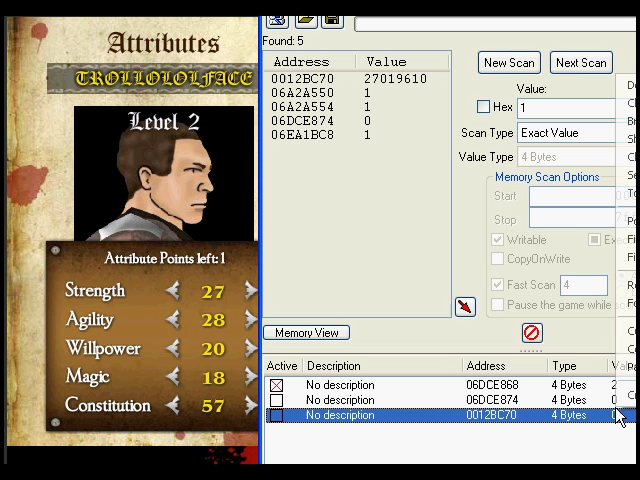 Attributes
TROLLOLOLFACE
Level 2
Attribute Points left: 1
Strength 27
Agility 28
Willpower 20
Magic 18
Constitution 57
Found: 5
Address Value
0012BC70 27019610
06A2A550 1
06A2A554 1
06DCE874 0
06EA1BC8 1
New Scan Next Scan
Value:
Hex 1
Scan Type Exact Value
Value Type 4 Bytes
Memory Scan Options
Start
Stop
Writable
CopyOnWrite
Fast Scan 4
Pause the game while
Memory View
Active Description Address Type
No description 06DCE868 4 Bytes 2
No description 06DCE874 4 Bytes 0
No description 0012BC70 4 Bytes